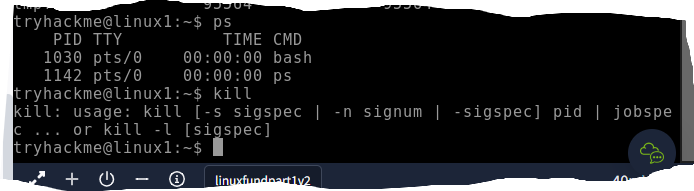 tryhackme@linux1:~$ ps
    PID TTY          TIME CMD
   1030 pts/0    00:00:00 bash
   1142 pts/0    00:00:00 ps
tryhackme@linux1:~$ kill
kill: usage: kill [-s sigspec | -n signum | -sigspec] pid | jobspe
c ... or kill -l [sigspec]
tryhackme@linux1:~$
linuxfundpart1v2